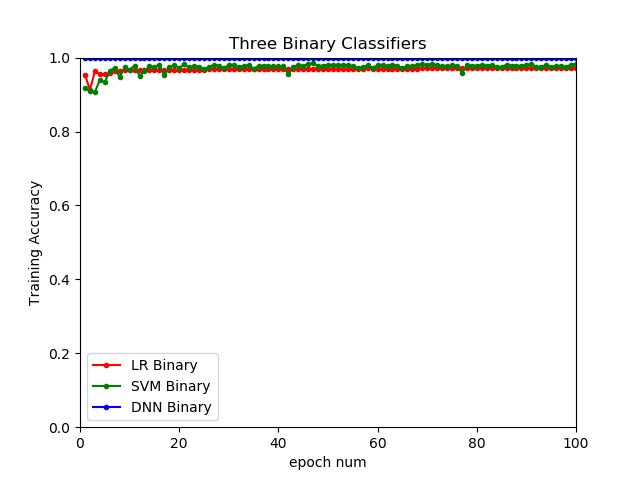 Three Binary Classifiers
Training Accuracy
1.0
0.8
0.6
0.4
0.2
0.0
LR Binary
SVM Binary
DNN Binary
0 20 40 60 80 100
epoch num